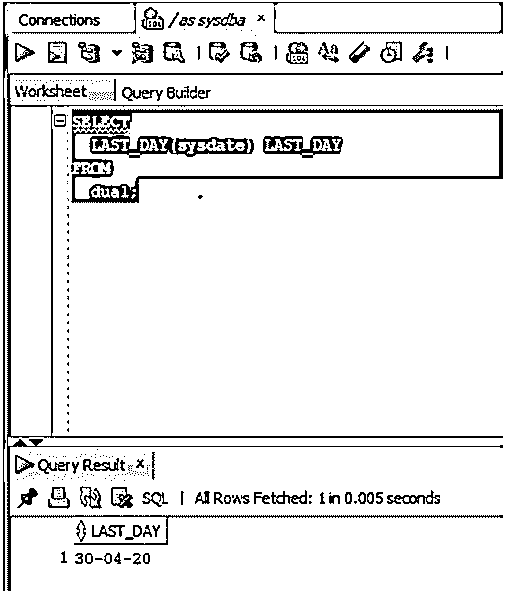 Connections
/ as sysdba ×
Worksheet Query Builder
SELECT
LAST_DAY(sysdate) LAST_DAY
FROM
dual;
Query Result ×
SQL | All Rows Fetched: 1 in 0.005 seconds
LAST_DAY
1 30-04-20